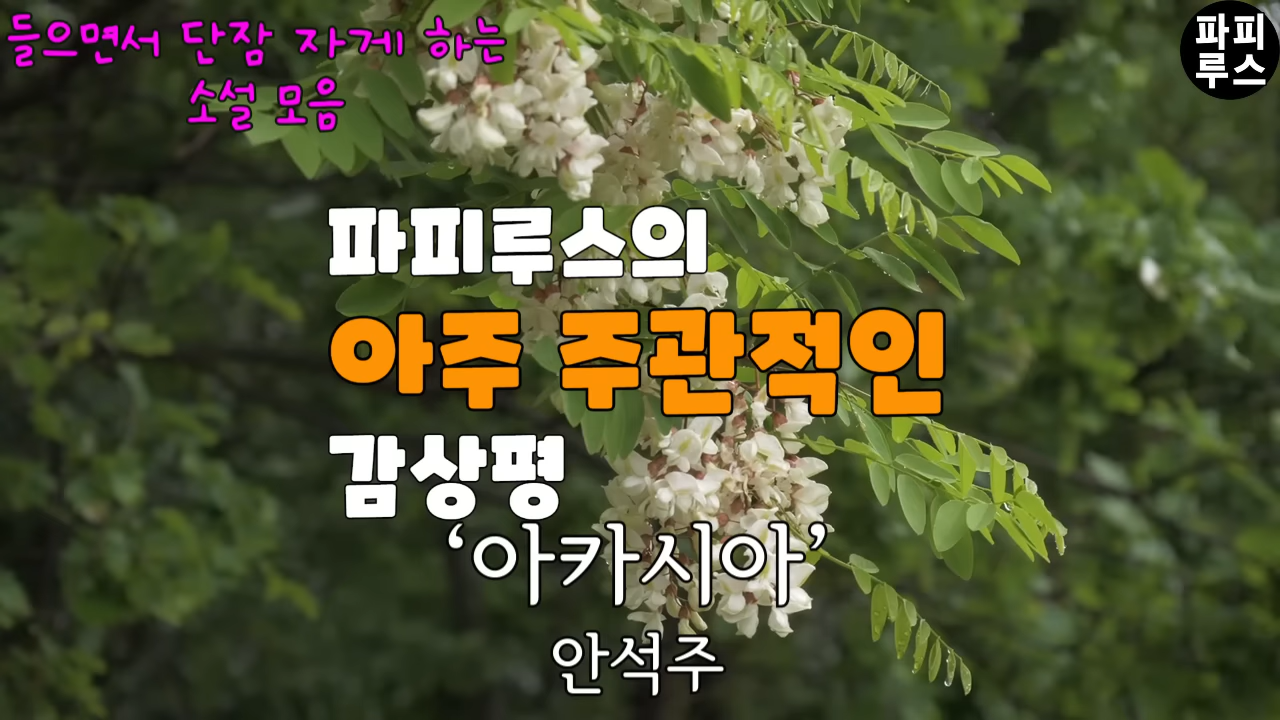 들으면서 단잠 자게 하는
소설 모음
파피
루스
파피루스의
아주 주관적인
감상평
‘아카시아’
안석주